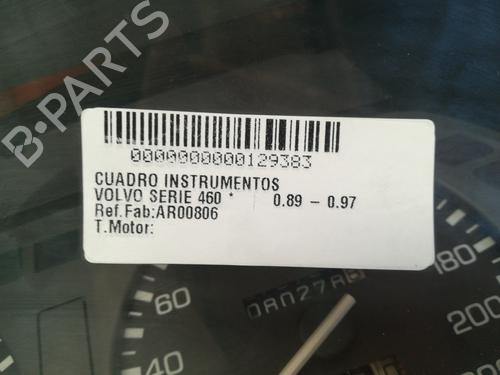 B-PARTS
0000000000129383
CUADRO INSTRUMENTOS
VOLVO SERIE 460 * 0.89 - 0.97
Ref.Fab:AR00806
T.Motor:
60
40
180
200